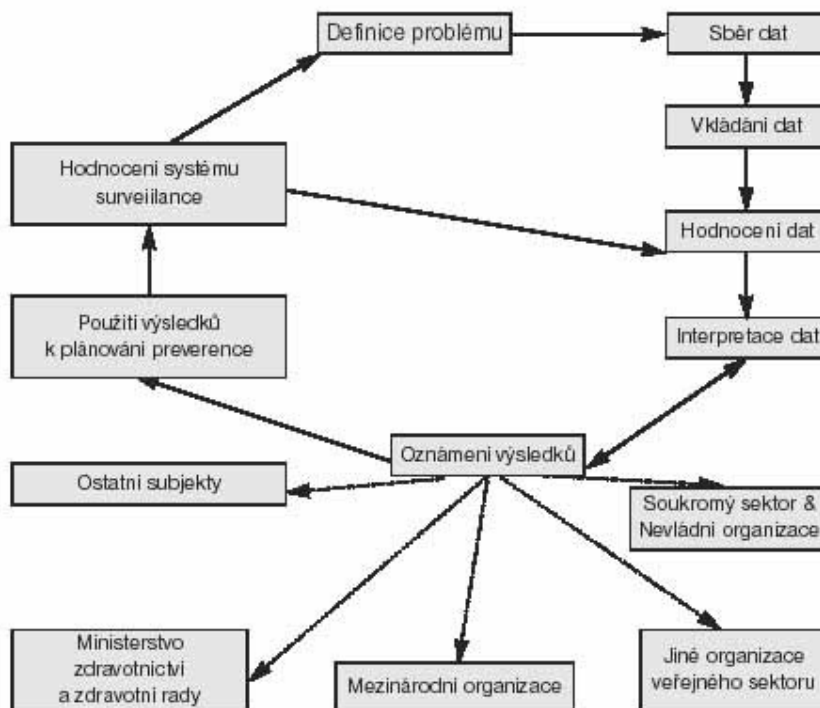 Definice problému
Sběr dat
Vkládání dat
Hodnocení systému
surveiilance
Hodnocení dat
Použití výsledků
k plánování preverence
Interpretace dat
Oznámení výsledků
Ostatní subjekty
Soukromý sektor &
Nevládní organizace
Ministerstvo
zdravotnictví
a zdravotní rady
Mezinárodní organizace
Jiné organizace
veřejného sektoru